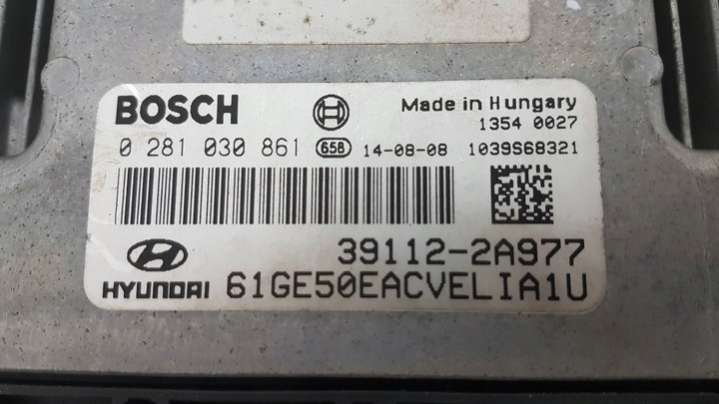 BOSCH
Made in Hungary
1354 0027
0 281 030 861 658 14-08-08 1039S68321
39112-2A977
HYUNDAI 61GE50EACVELIA1U